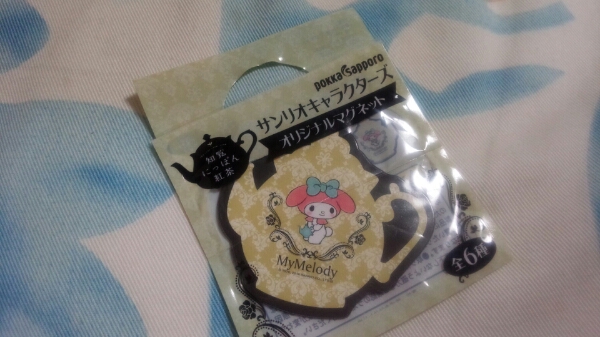 pokka sapporo
サンリオキャラクターズ
オリジナルマグネット
知覧
にっぽん
紅茶
MyMelody
全6種